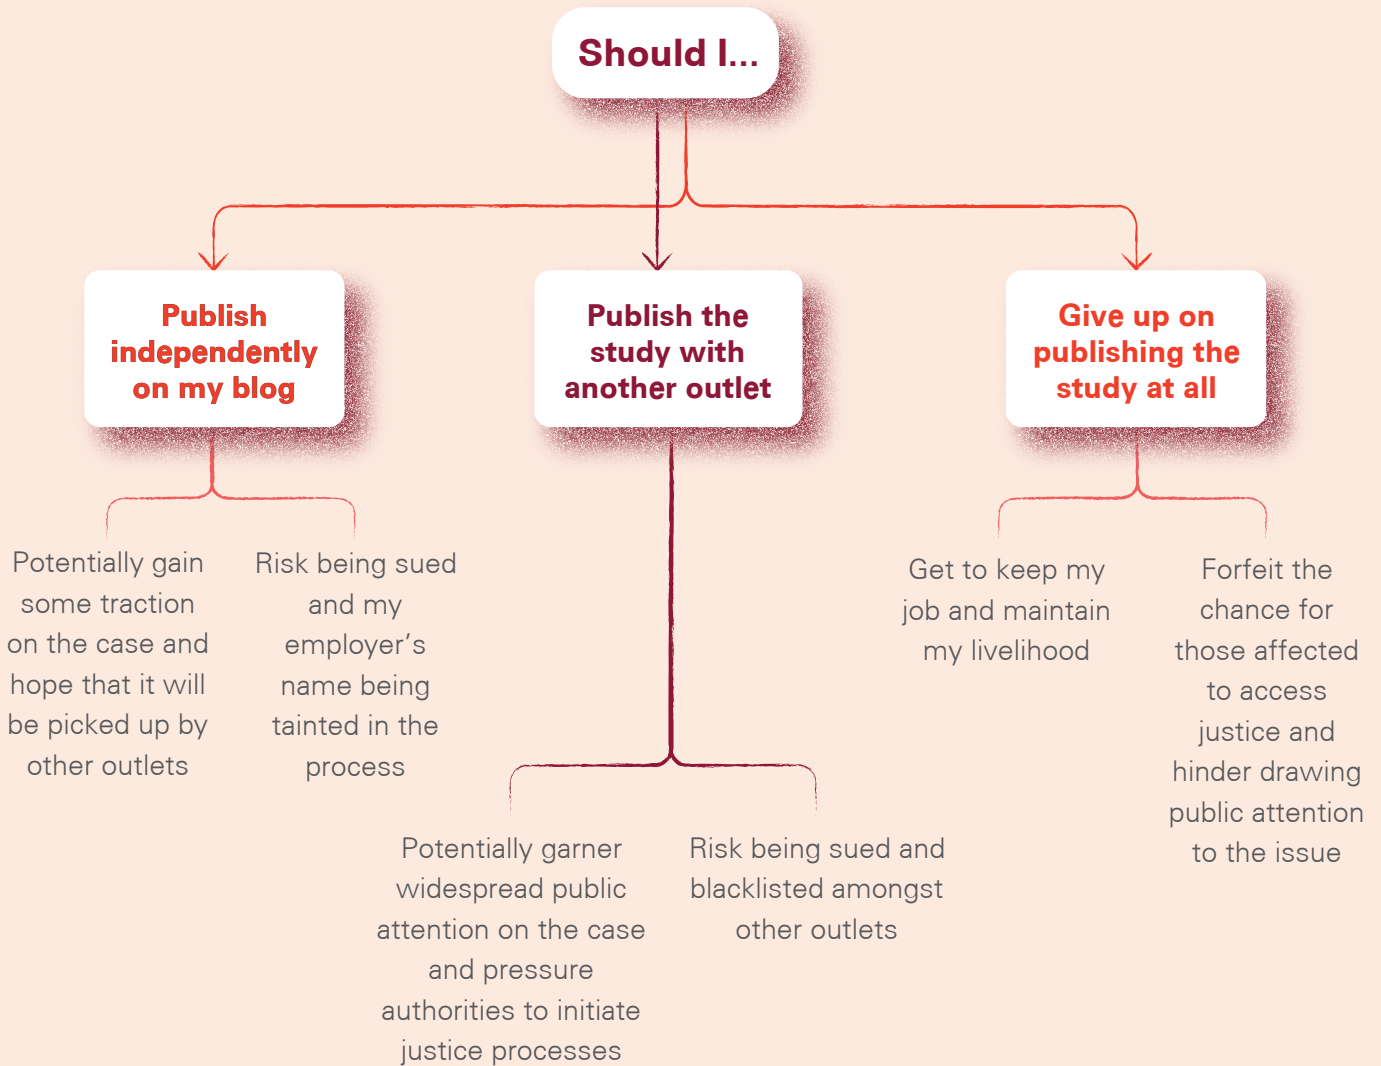 Should I...
Publish
independently
on my blog
Publish the
study with
another outlet
Give up on
publishing the
study at all
Potentially gain
some traction
on the case and
hope that it will
be picked up by
other outlets
Risk being sued
and my
employer’s
name being
tainted in the
process
Potentially garner
widespread public
attention on the case
and pressure
authorities to initiate
justice processes
Risk being sued and
blacklisted amongst
other outlets
Get to keep my
job and maintain
my livelihood
Forfeit the
chance for
those affected
to access
justice and
hinder drawing
public attention
to the issue